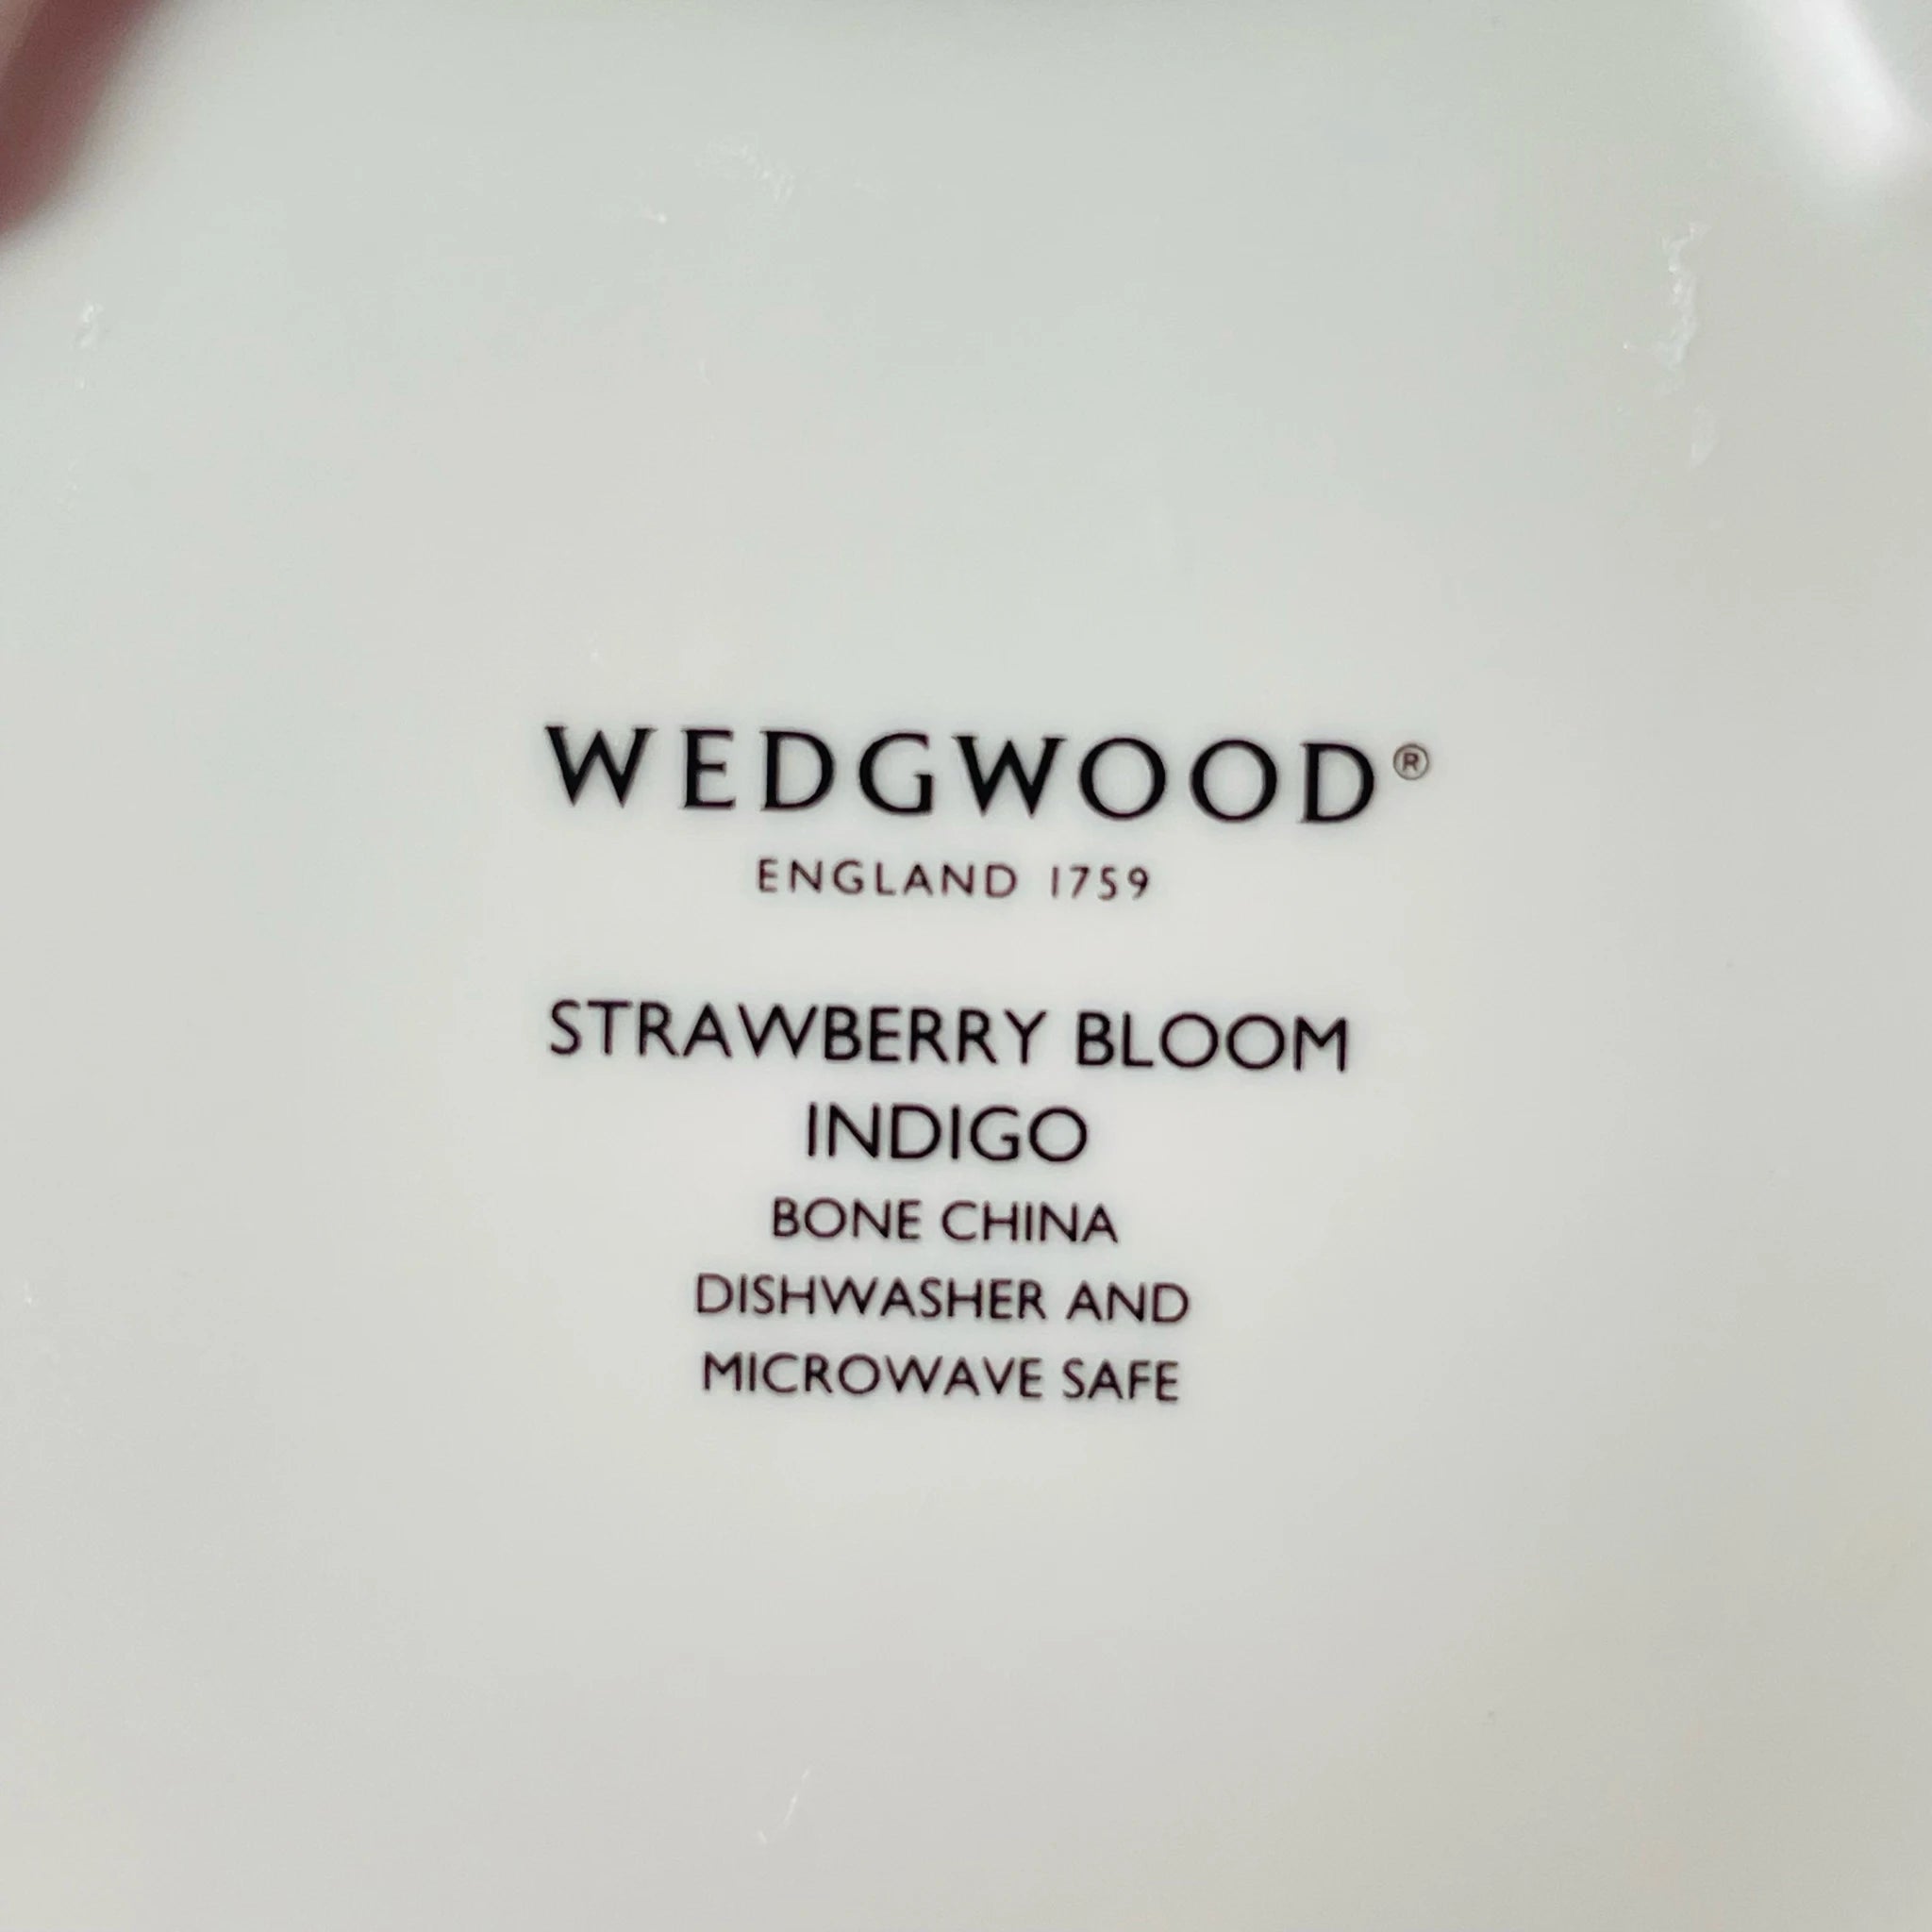 WEDGWOOD®
ENGLAND 1759
STRAWBERRY BLOOM
INDIGO
BONE CHINA
DISHWASHER AND
MICROWAVE SAFE